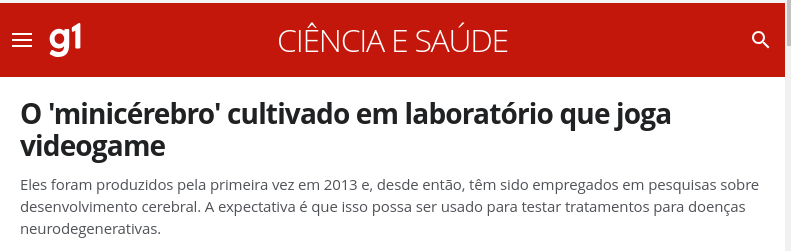 g1
CIÊNCIA E SAÚDE
O 'minicérebro' cultivado em laboratório que joga
videogame
Eles foram produzidos pela primeira vez em 2013 e, desde então, têm sido empregados em pesquisas sobre
desenvolvimento cerebral. A expectativa é que isso possa ser usado para testar tratamentos para doenças
neurodegenerativas.